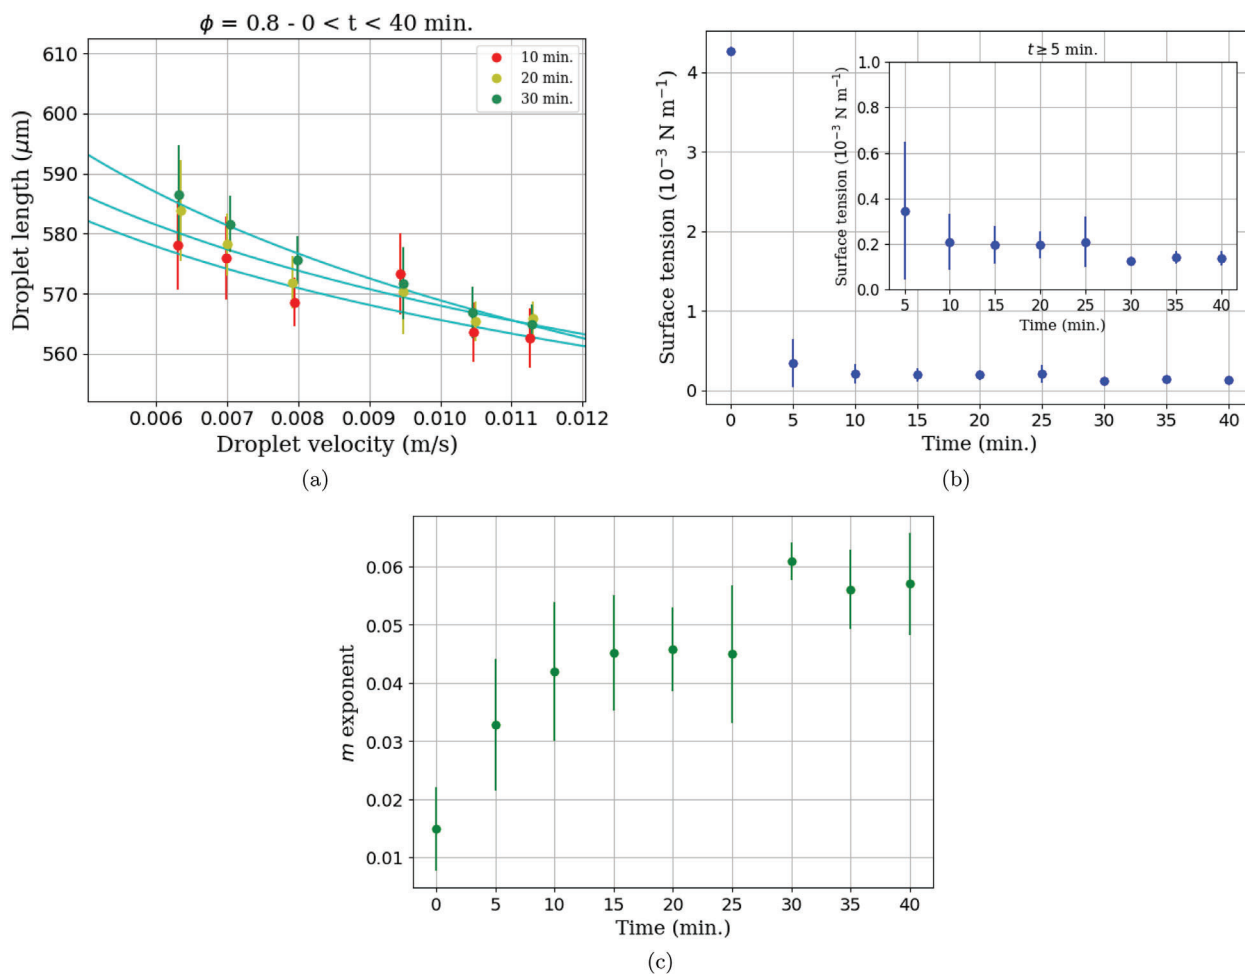 ϕ = 0.8 - 0 < t < 40 min.
610
600
590
580
570
560
Droplet length (μm)
10 min.
20 min.
30 min.
0.006 0.007 0.008 0.009 0.010 0.011 0.012
Droplet velocity (m/s)
(a)
4
3
2
1
0
Surface tension (10⁻³ N m⁻¹)
t ≥ 5 min.
1.0
0.8
0.6
0.4
0.2
0.0
Surface tension (10⁻³ N m⁻¹)
5 10 15 20 25 30 35 40
Time (min.)
0 5 10 15 20 25 30 35 40
Time (min.)
(b)
0.06
0.05
0.04
0.03
0.02
0.01
m exponent
0 5 10 15 20 25 30 35 40
Time (min.)
(c)